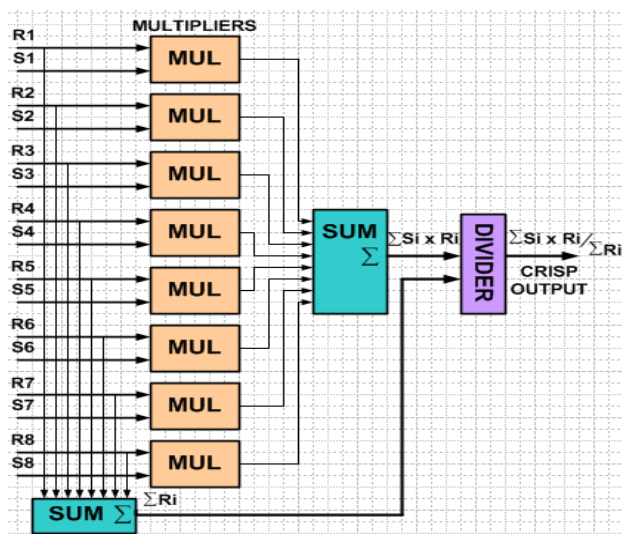 MULTIPLIERS
R1
S1
MUL
R2
S2
MUL
R3
S3
MUL
R4
S4
MUL
R5
S5
MUL
R6
S6
MUL
R7
S7
MUL
R8
S8
MUL
SUM
Σ
ΣSi x Ri
DIVIDER
ΣSi x Ri/ΣRi
CRISP
OUTPUT
ΣRi
SUM Σ